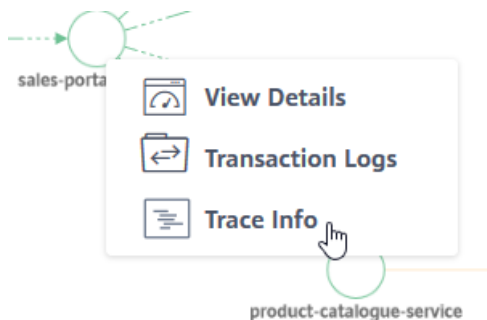 sales-porta
View Details
Transaction Logs
Trace Info
product-catalogue-service